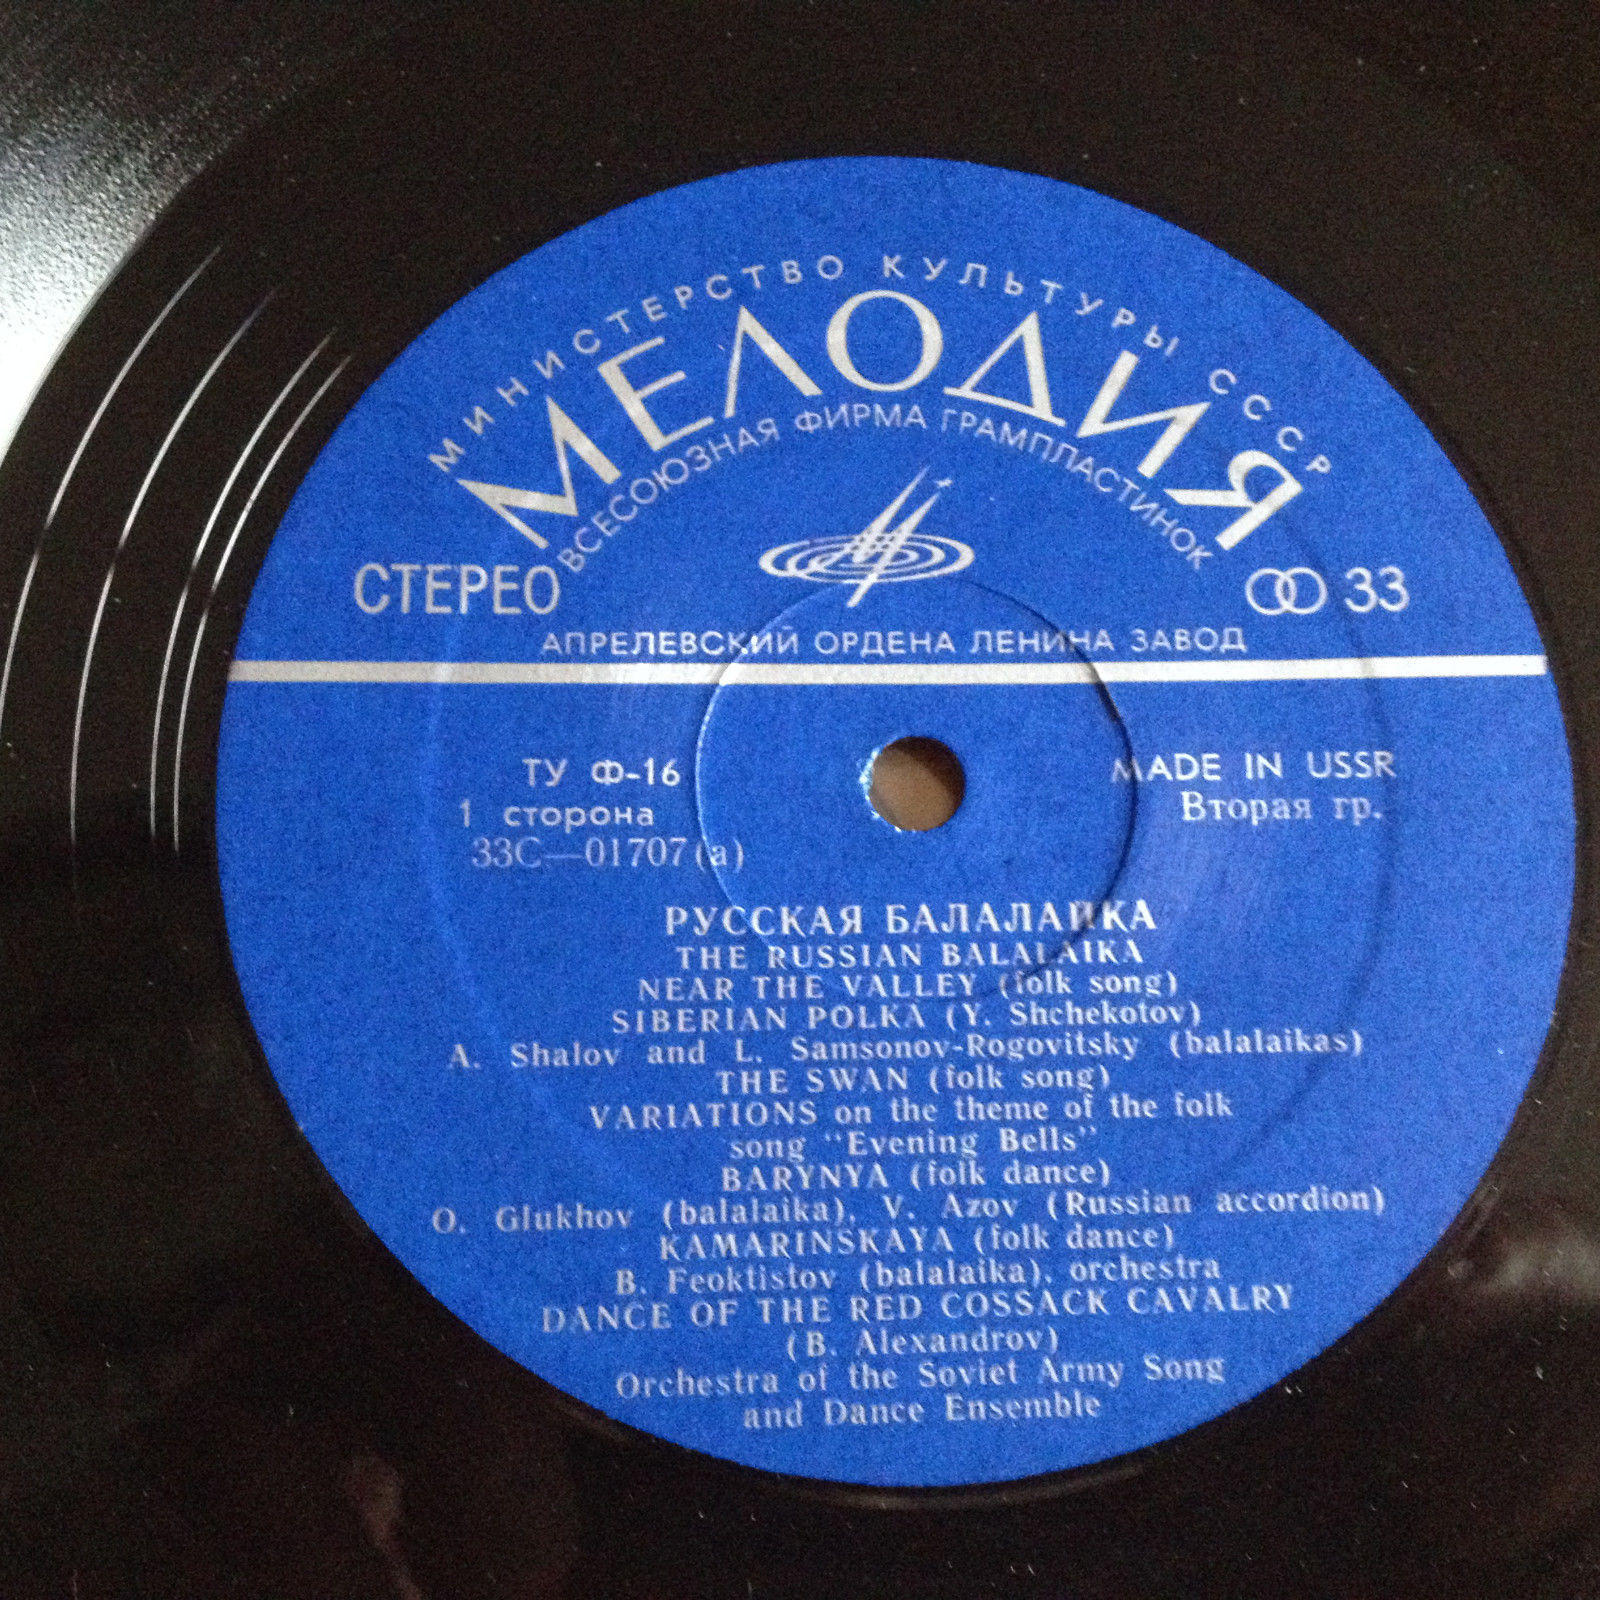 МИНИСТЕРСТВО КУЛЬТУРЫ СССР
МЕЛОДИЯ
ВСЕСОЮЗНАЯ ФИРМА ГРАМПЛАСТИНОК
СТЕРЕО
33
АПРЕЛЕВСКИЙ ОРДЕНА ЛЕНИНА ЗАВОД
ТУ Ф-16
MADE IN USSR
1 сторона
Вторая гр.
33С—01707(а)
РУССКАЯ БАЛАЛАЙКА
THE RUSSIAN BALALAIKA
NEAR THE VALLEY (folk song)
SIBERIAN POLKA (Y. Shchekotov)
A. Shalov and L. Samsonov-Rogovitsky (balalaikas)
THE SWAN (folk song)
VARIATIONS on the theme of the folk
song "Evening Bells"
BARYNYA (folk dance)
O. Glukhov (balalaika), V. Azov (Russian accordion)
KAMARINSKAYA (folk dance)
B. Feoktistov (balalaika), orchestra
DANCE OF THE RED COSSACK CAVALRY
(B. Alexandrov)
Orchestra of the Soviet Army Song
and Dance Ensemble